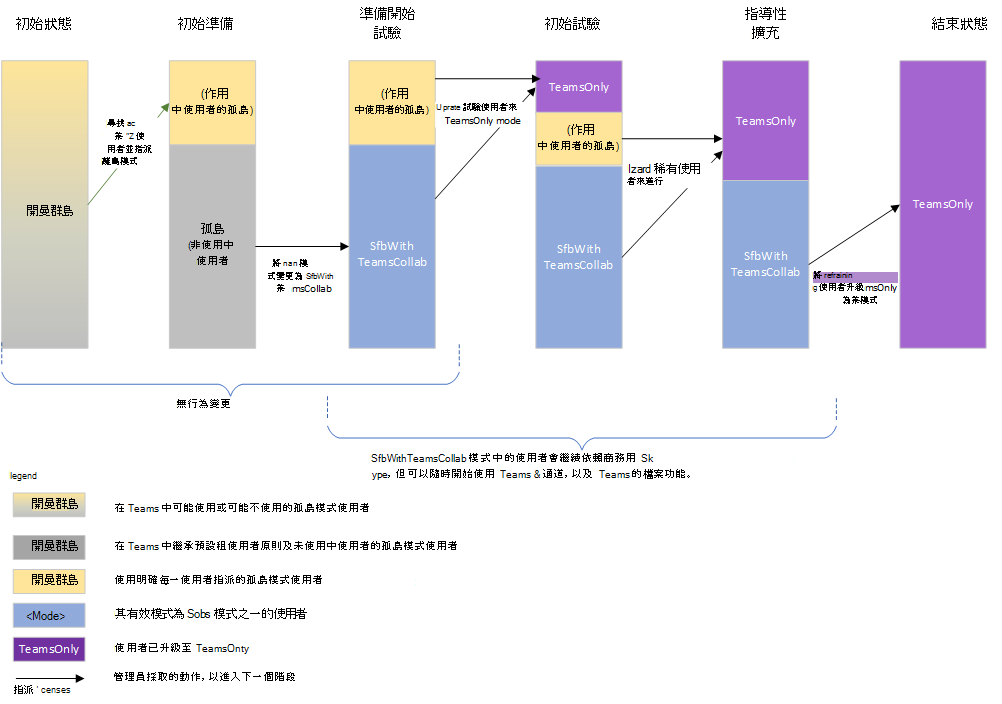 初始狀態
初始準備
準備開始
試驗
初始試驗
指導性
擴充
結束狀態
開曼群島
尋找 ac
茶 "Z 使
用者並指派
離島模式
(作用
中使用者的孤島)
孤島
(非使用中
使用者
將 nan 模
式變更為 SfbWith
茶 :msCollab
(作用
中使用者的孤島)
SfbWith
TeamsCollab
U prate 試驗使用者來
TeamsOnly mode
TeamsOnly
(作用
中使用者的孤島)
SfbWith
TeamsCollab
Izard 稀有使用
者來進行
TeamsOnly
SfbWith
TeamsCollab
將 refrainin
g 使用者升級 msOnly
為茶模式
TeamsOnly
無行為變更
SfbWithTeamsCollab 模式中的使用者會繼續依賴商務用 Sk
ype，但可以隨時開始使用 Teams & 通道，以及 Teams 的檔案功能。
legend
開曼群島
在 Teams 中可能使用或可能不使用的孤島模式使用者
開曼群島
在 Teams 中繼承預設租使用者原則及未使用中使用者的孤島模式使用者
開曼群島
使用明確每一使用者指派的孤島模式使用者
<Mode>
其有效模式為 Sobs 模式之一的使用者
TeamsOnly
使用者已升級至 TeamsOnty
管理員採取的動作，以進入下一個階段
指派 ' censes